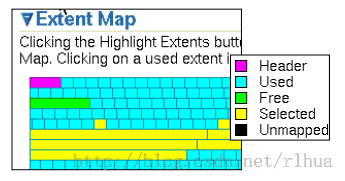 Extent Map
Clicking the Highlight Extents butt
Map. Clicking on a used extent i
Header
Used
Free
Selected
Unmapped
http://blog.csdn.net/rlhua